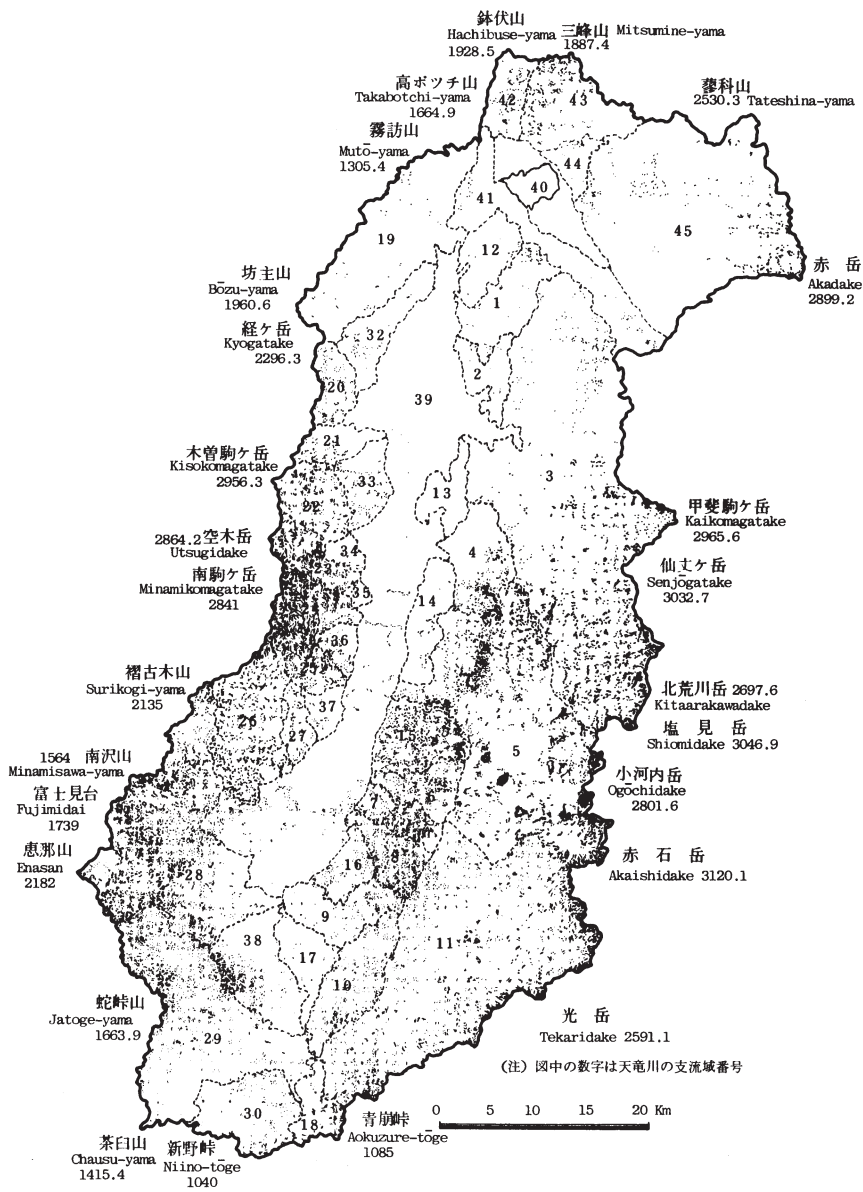 鉢伏山
Hachibuse-yama
1928.5
三峰山 Mitsumine-yama
1887.4
高ボツチ山
Takabotchi-yama
1664.9
蓼科山
2530.3 Tateshina-yama
霧訪山
Mutō-yama
1305.4
42
43
44
40
41
19
45
12
赤岳
Akadake
2899.2
坊主山
Bōzu-yama
1960.6
1
経ケ岳
Kyogatake
2296.3
32
20
2
39
21
木曽駒ケ岳
Kisokomagatake
2956.3
33
13
3
22
甲斐駒ケ岳
Kaikomagatake
2965.6
2864.2 空木岳
Utsugidake
34
4
仙丈ケ岳
Senjōgatake
3032.7
南駒ケ岳
Minamikomagatake
2841
35
14
36
摺古木山
Surikogi-yama
2135
26
37
27
北荒川岳 2697.6
Kitaarakawadake
塩見岳
Shiomidake 3046.9
15
5
1564 南沢山
Minamisawa-yama
小河内岳
Ogōchidake
2801.6
富士見台
Fujimidai
1739
7
恵那山
Enasan
2182
28
16
8
赤石岳
Akaishidake 3120.1
9
38
11
17
10
蛇峠山
Jatoge-yama
1663.9
29
光岳
Tekaridake 2591.1
(注) 図中の数字は天竜川の支流域番号
30
18
青崩峠
Aokuzure-tōge
1085
0 5 10 15 20 Km
茶臼山
Chausu-yama
1415.4
新野峠
Niino-tōge
1040